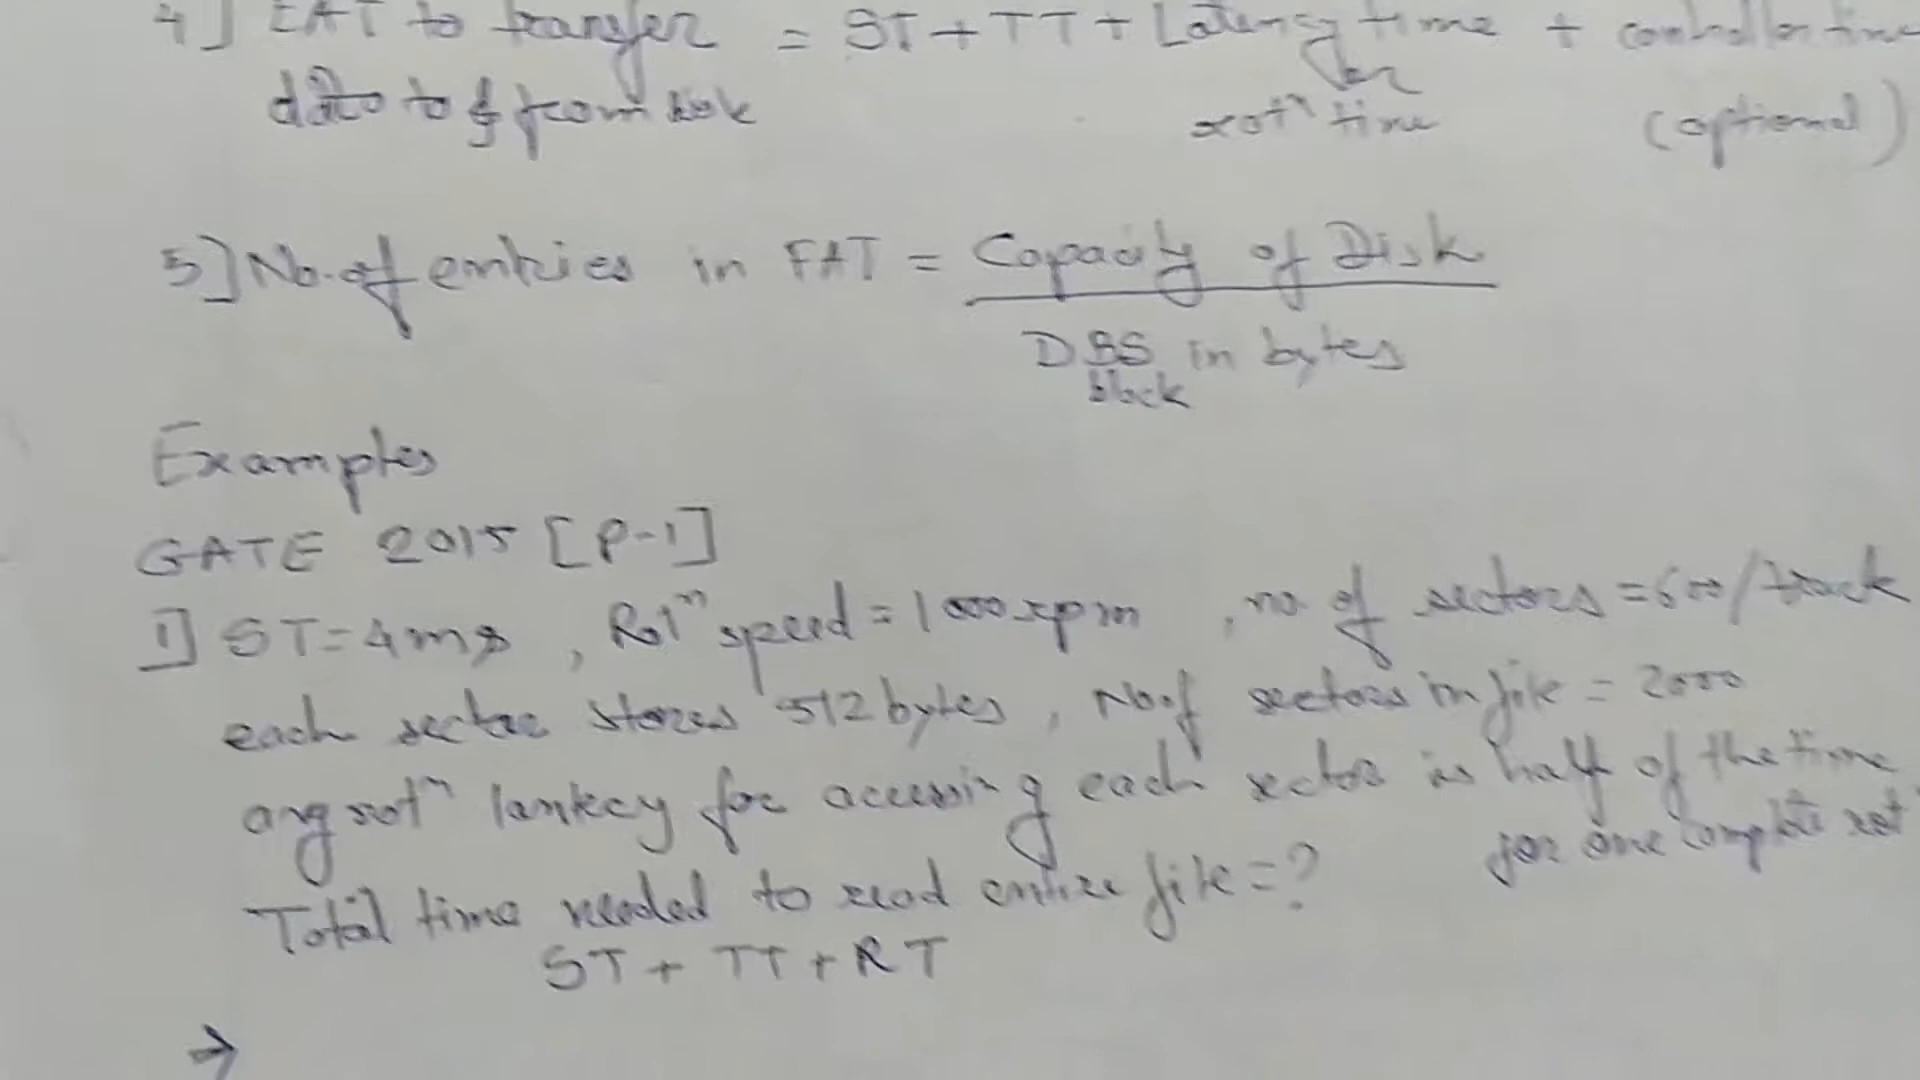 4] EAT to transfer = ST + TT + Latency time + controller time
data to & from disk or rotⁿ time (optional)
5] No. of entries in FAT = Capacity of Disk
DBS in bytes
block
Examples
GATE 2015 [P-1]
1] ST = 4ms, Rotⁿ speed = 1000 rpm, no. of sectors = 600/track
each sector stores 512 bytes, No of sectors in file = 2000
avg rotⁿ for accessing each sector is half of the time
for one complete rotⁿ
Total time needed to read entire file = ?
ST + TT + RT
→